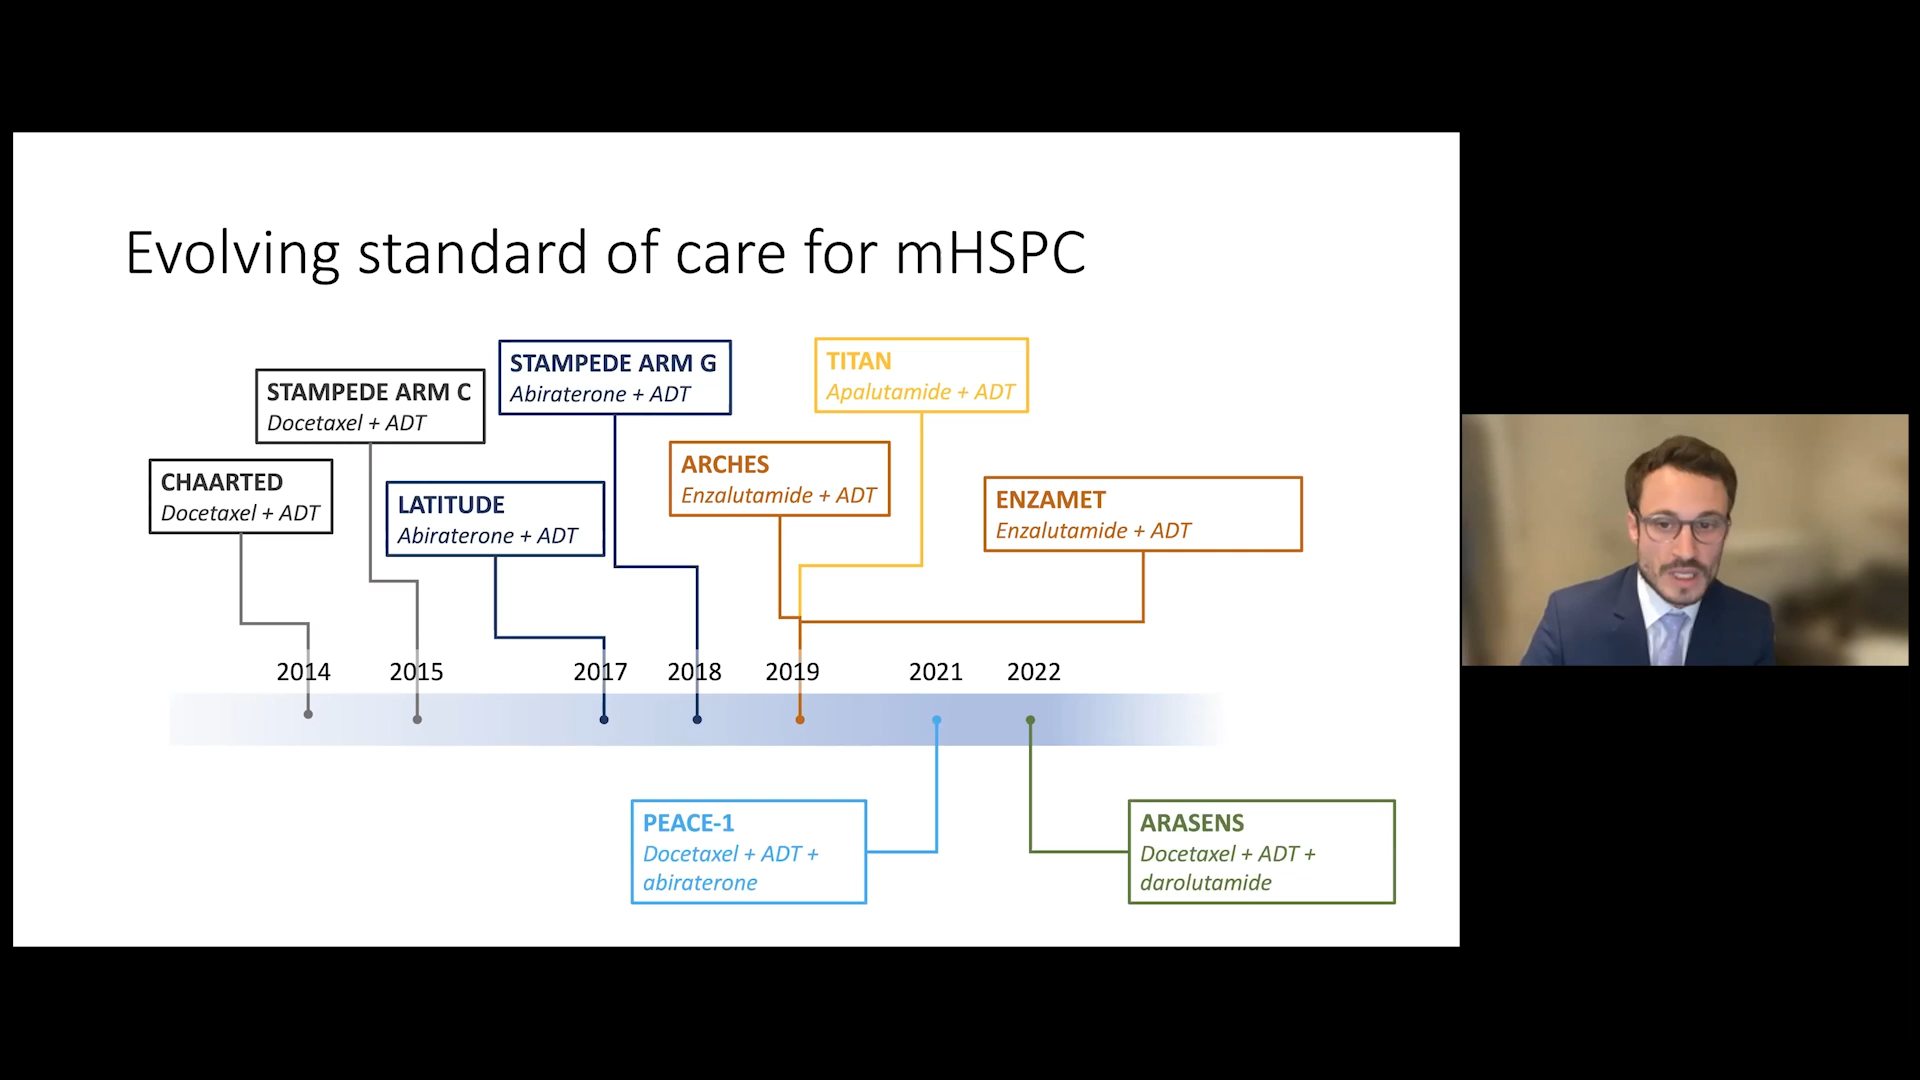 Evolving standard of care for mHSPC
STAMPEDE ARM G
Abiraterone + ADT
TITAN
Apalutamide + ADT
STAMPEDE ARM C
Docetaxel + ADT
ARCHES
Enzalutamide + ADT
CHAARTED
Docetaxel + ADT
LATITUDE
Abiraterone + ADT
ENZAMET
Enzalutamide + ADT
2014 2015 2017 2018 2019 2021 2022
PEACE-1
Docetaxel + ADT +
abiraterone
ARASENS
Docetaxel + ADT +
darolutamide